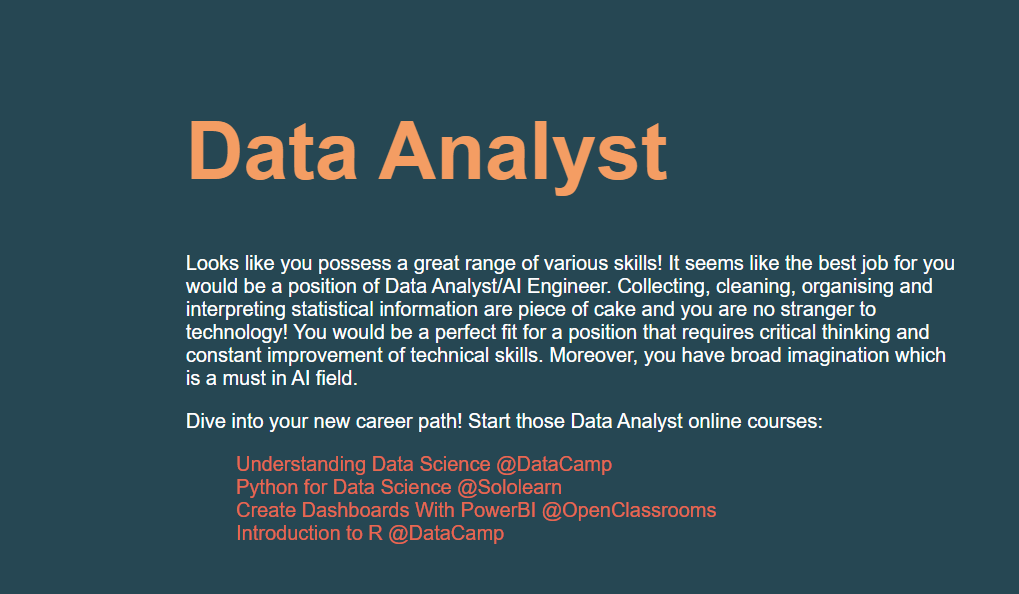 Data Analyst
Looks like you possess a great range of various skills! It seems like the best job for you
would be a position of Data Analyst/AI Engineer. Collecting, cleaning, organising and
interpreting statistical information are piece of cake and you are no stranger to
technology! You would be a perfect fit for a position that requires critical thinking and
constant improvement of technical skills. Moreover, you have broad imagination which
is a must in AI field.
Dive into your new career path! Start those Data Analyst online courses:
Understanding Data Science @DataCamp
Python for Data Science @Sololearn
Create Dashboards With PowerBI @OpenClassrooms
Introduction to R @DataCamp